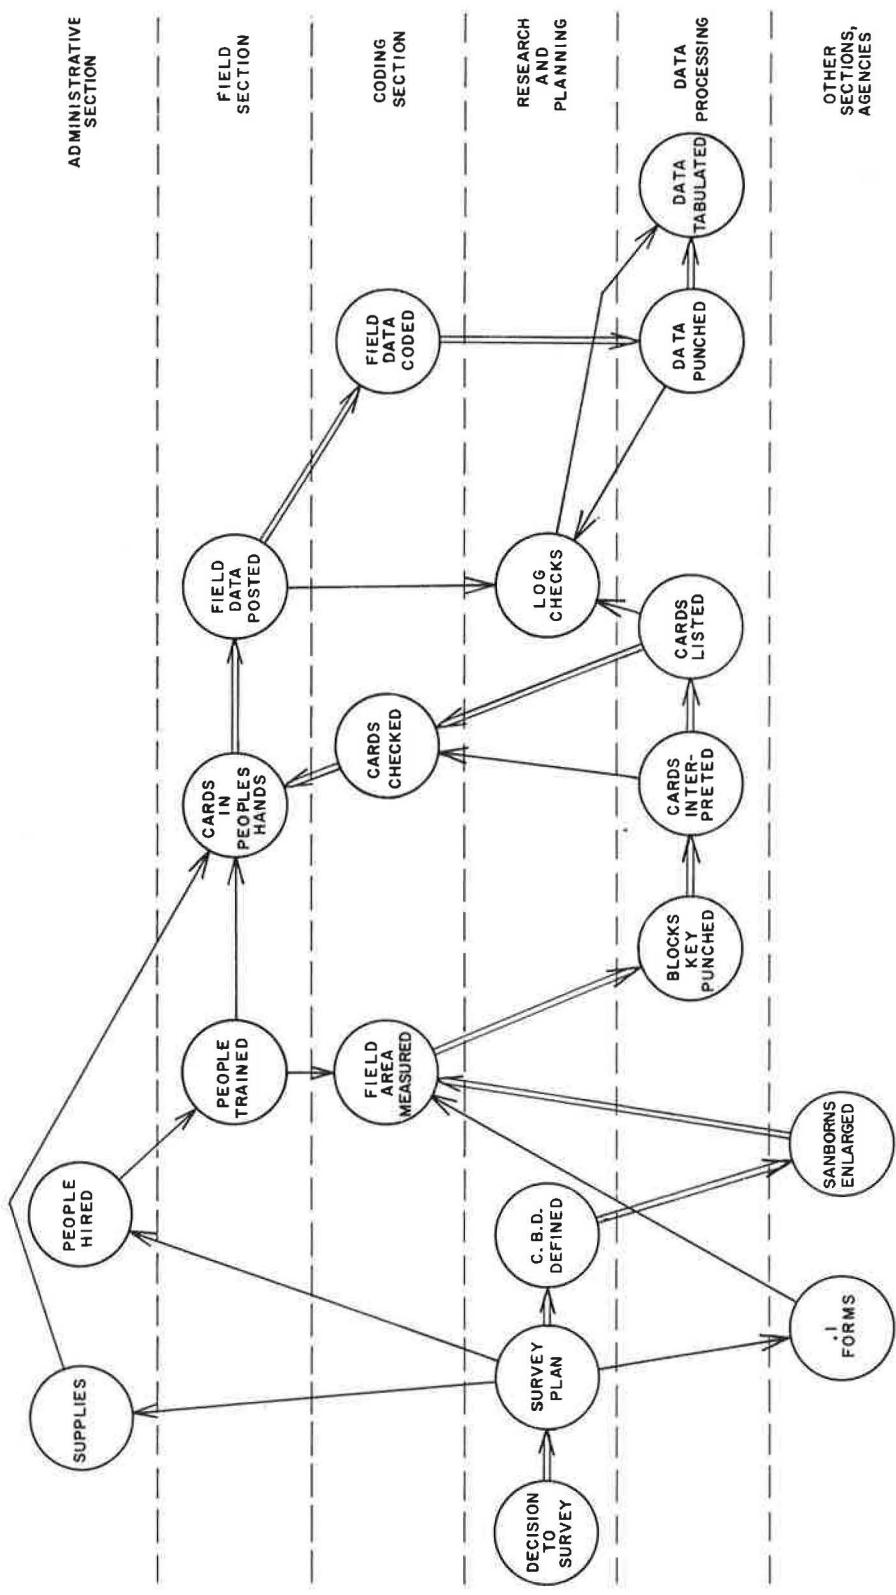 ADMINISTRATIVE
SECTION
FIELD
SECTION
CODING
SECTION
RESEARCH
AND
PLANNING
DATA
PROCESSING
OTHER
SECTIONS,
AGENCIES
SUPPLIES
PEOPLE
HIRED
PEOPLE
TRAINED
CARDS
IN
PEOPLES
HANDS
FIELD
DATA
POSTED
FIELD
AREA
MEASURED
CARDS
CHECKED
FIELD
DATA
CODED
DECISION
TO
SURVEY
SURVEY
PLAN
C. B. D.
DEFINED
LOG
CHECKS
BLOCKS
KEY
PUNCHED
CARDS
INTER-
PRETED
CARDS
LISTED
DATA
PUNCHED
DATA
TABULATED
.1
FORMS
SANBORNS
ENLARGED